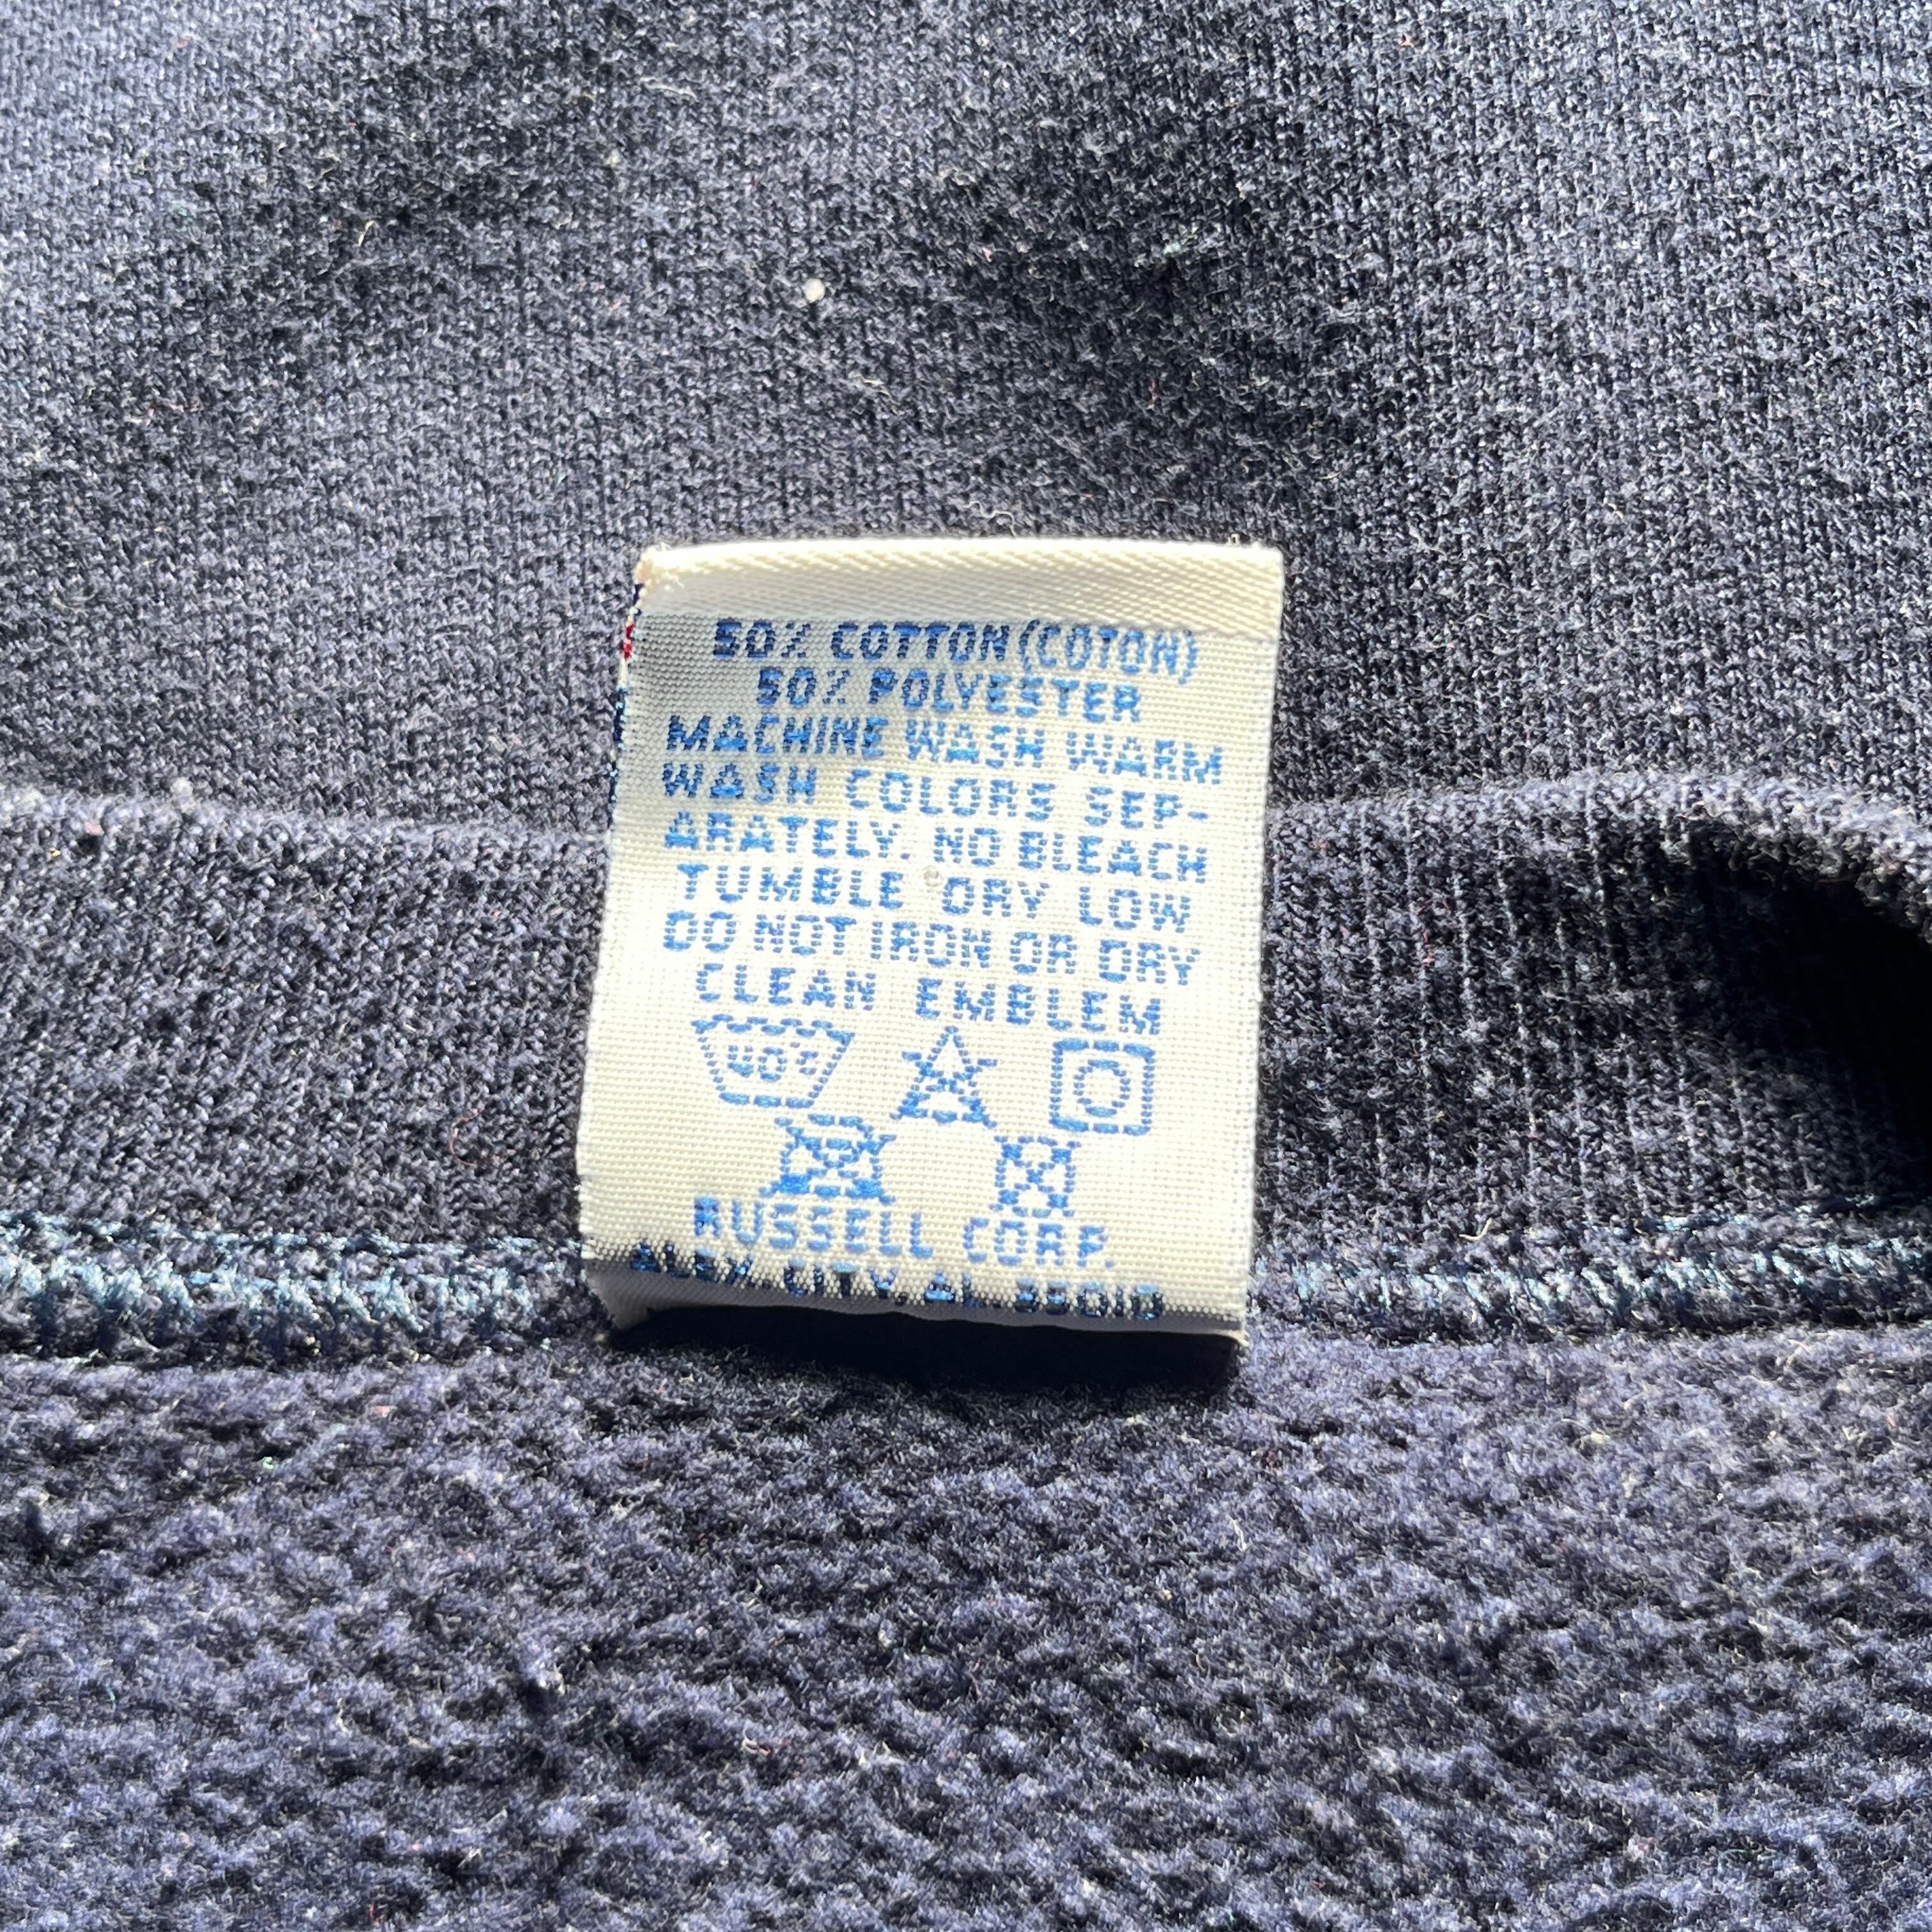 50% COTTON (COTON)
50% POLYESTER
MACHINE WASH WARM
WASH COLORS SEP-
ARATELY. NO BLEACH
TUMBLE DRY LOW
DO NOT IRON OR DRY
CLEAN EMBLEM
40°C
RUSSELL CORP.
ALEX CITY, AL. 35010